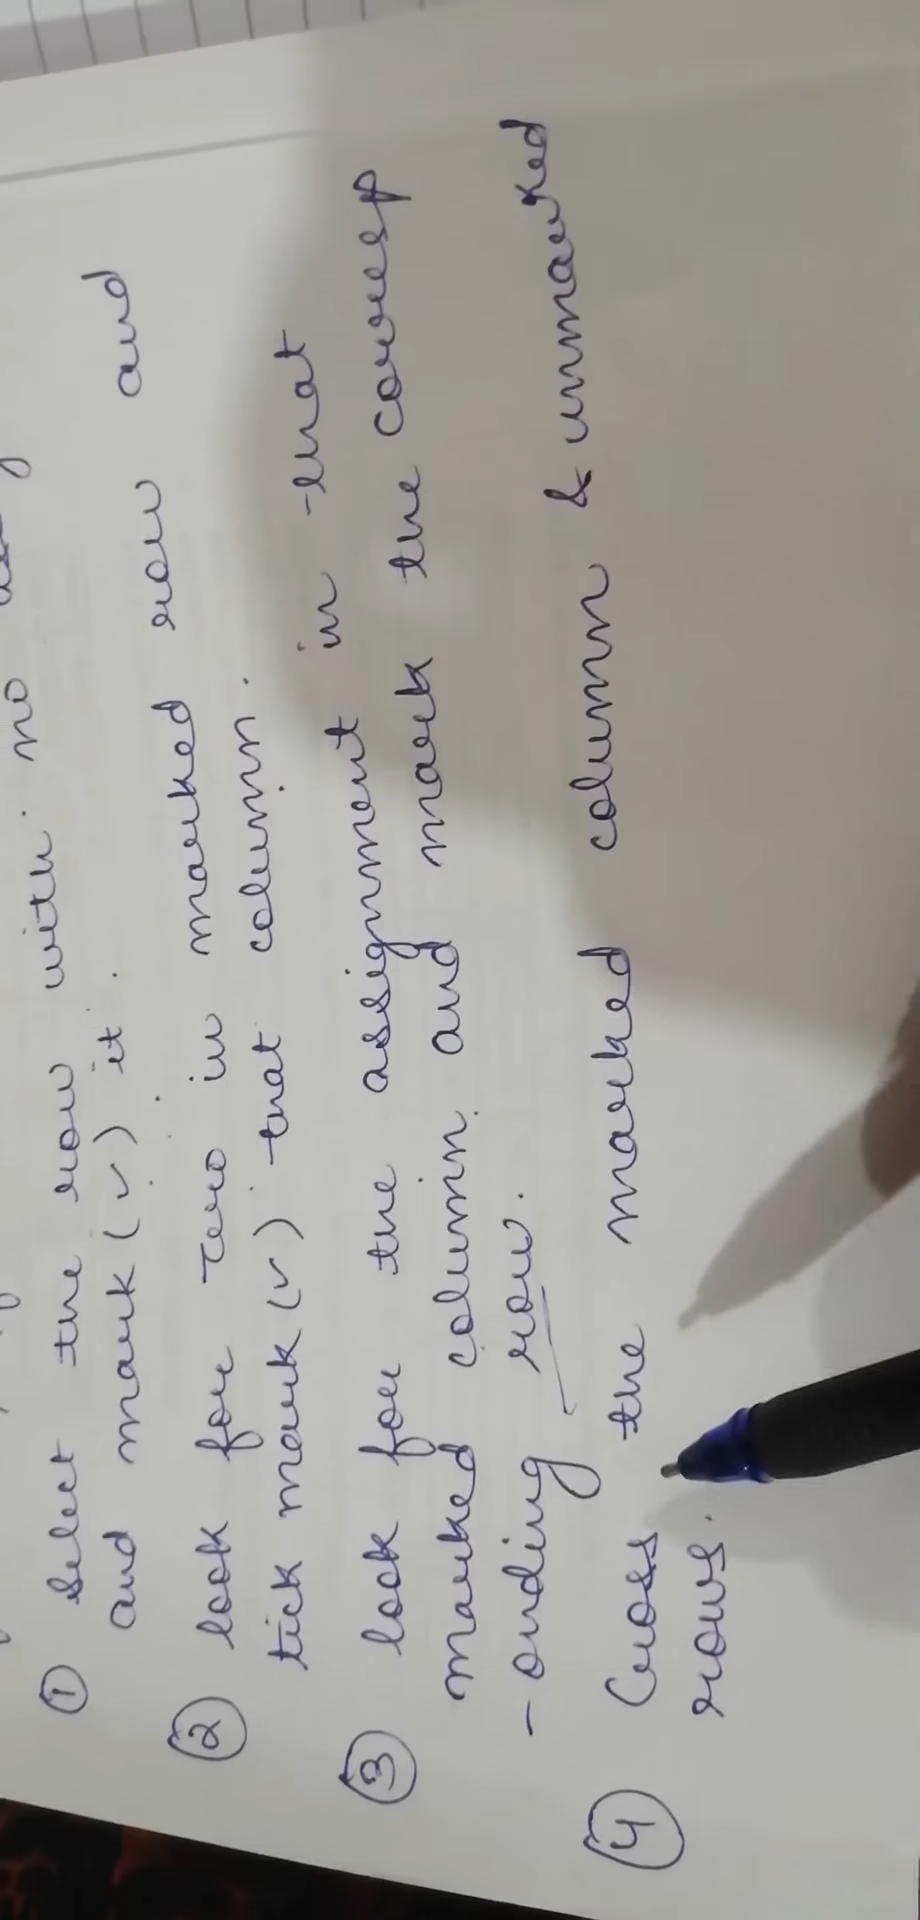 ① Select the row with no
and mark (✓) it.
② look for zero in marked row and
tick mark (✓) that column.
③ look for the assignment in that
marked column and mark the corresp
-onding row.
④ Cross the marked column & unmarked
rows.